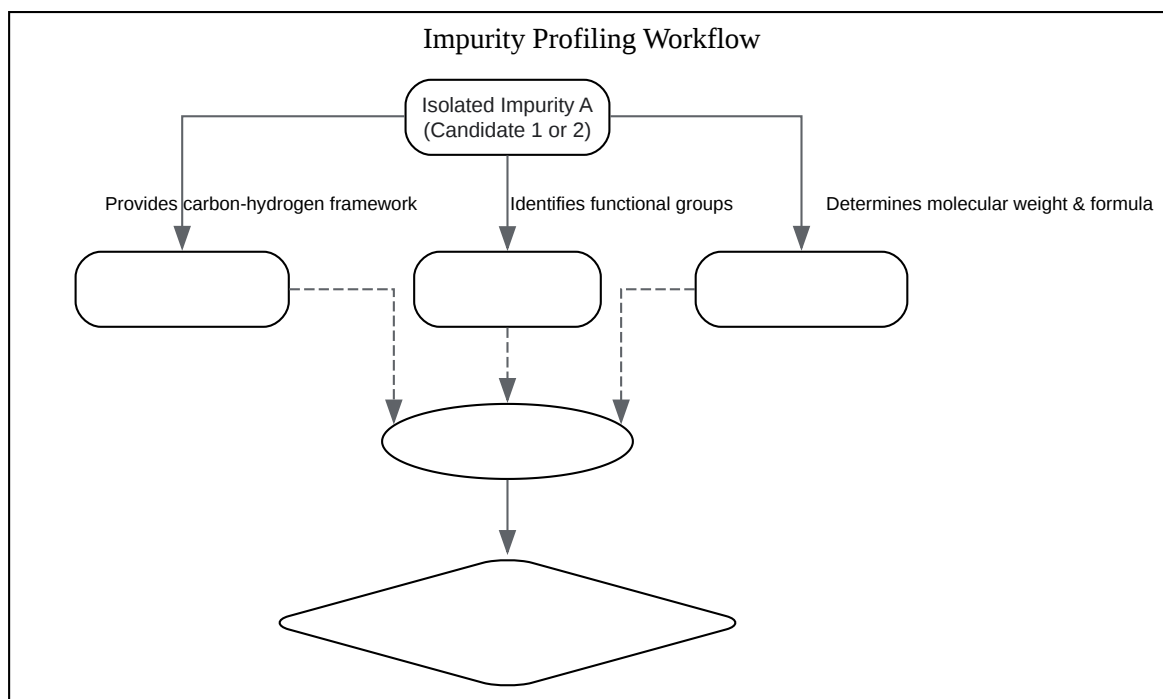 Impurity Profiling Workflow
Isolated Impurity A
(Candidate 1 or 2)
Provides carbon-hydrogen framework
Identifies functional groups
Determines molecular weight & formula